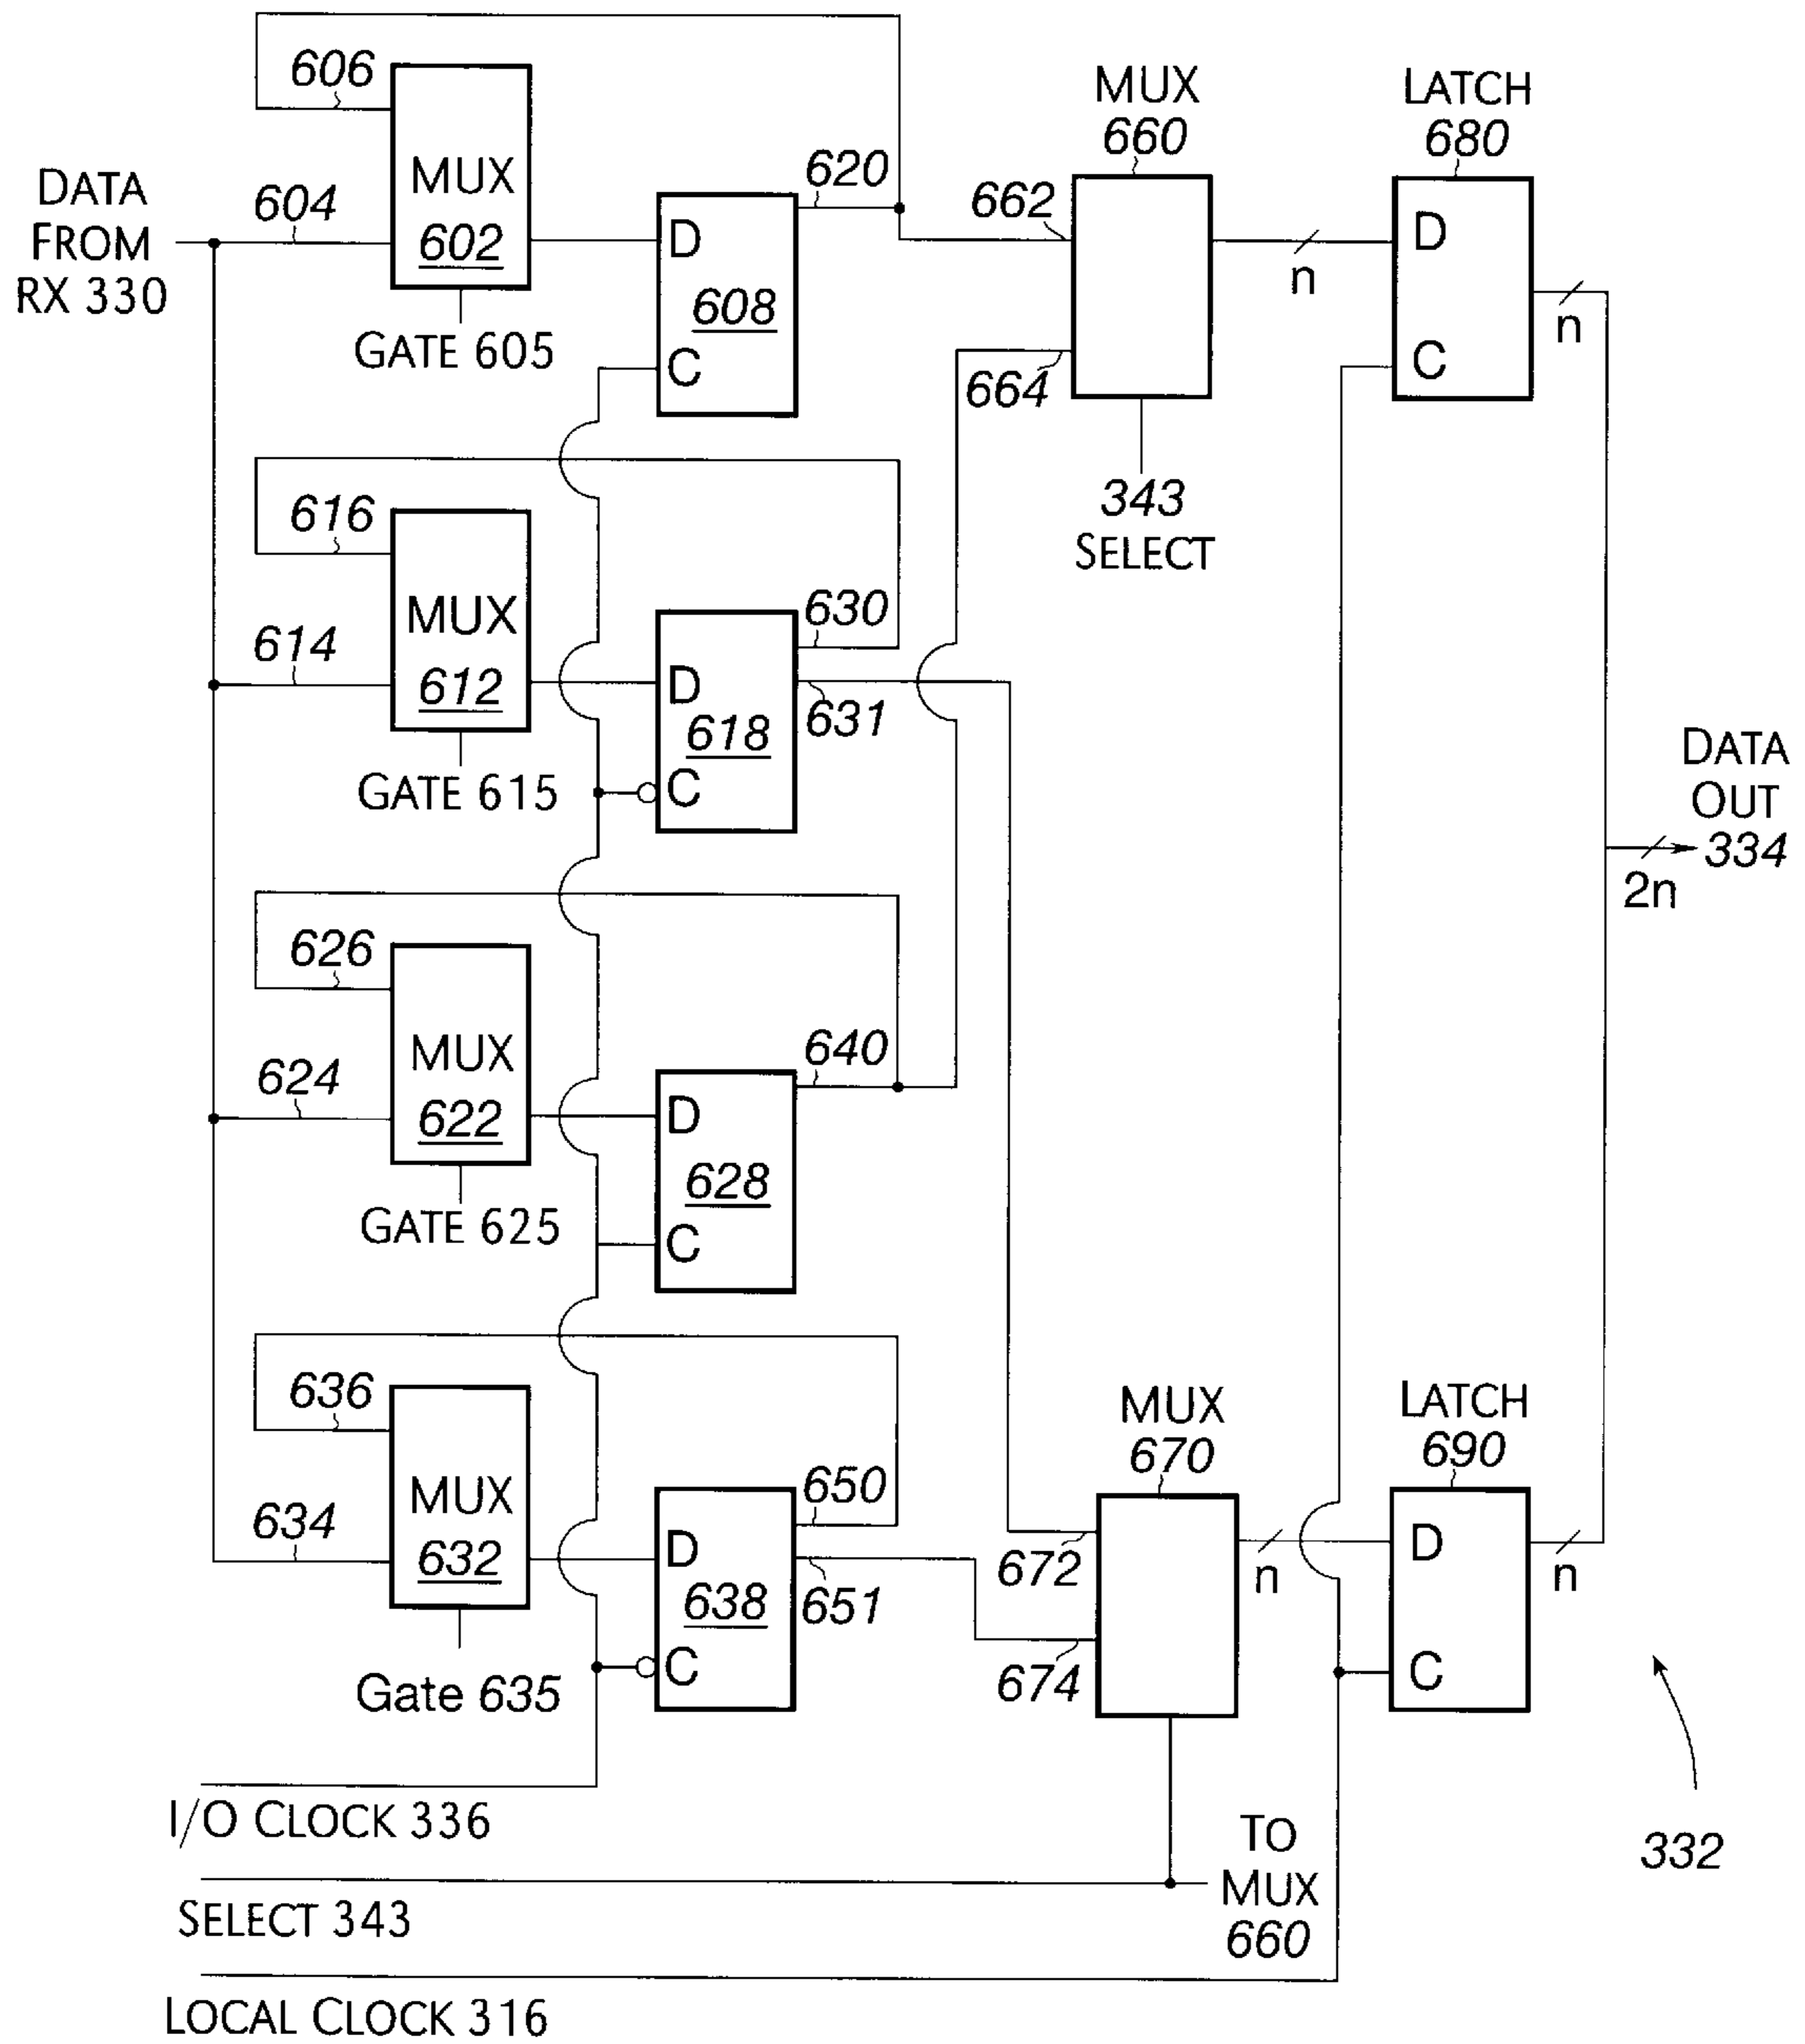 606
MUX
602
604
DATA
FROM
RX 330
GATE 605
D
608
C
620
662
664
MUX
660
343
SELECT
LATCH
680
D
C
n
n
616
MUX
612
614
GATE 615
D
618
C
630
631
DATA
OUT
334
2n
626
MUX
622
624
GATE 625
D
628
C
640
636
MUX
632
634
Gate 635
D
638
C
650
651
672
674
MUX
670
n
LATCH
690
D
C
n
I/O CLOCK 336
SELECT 343
LOCAL CLOCK 316
TO
MUX
660
332